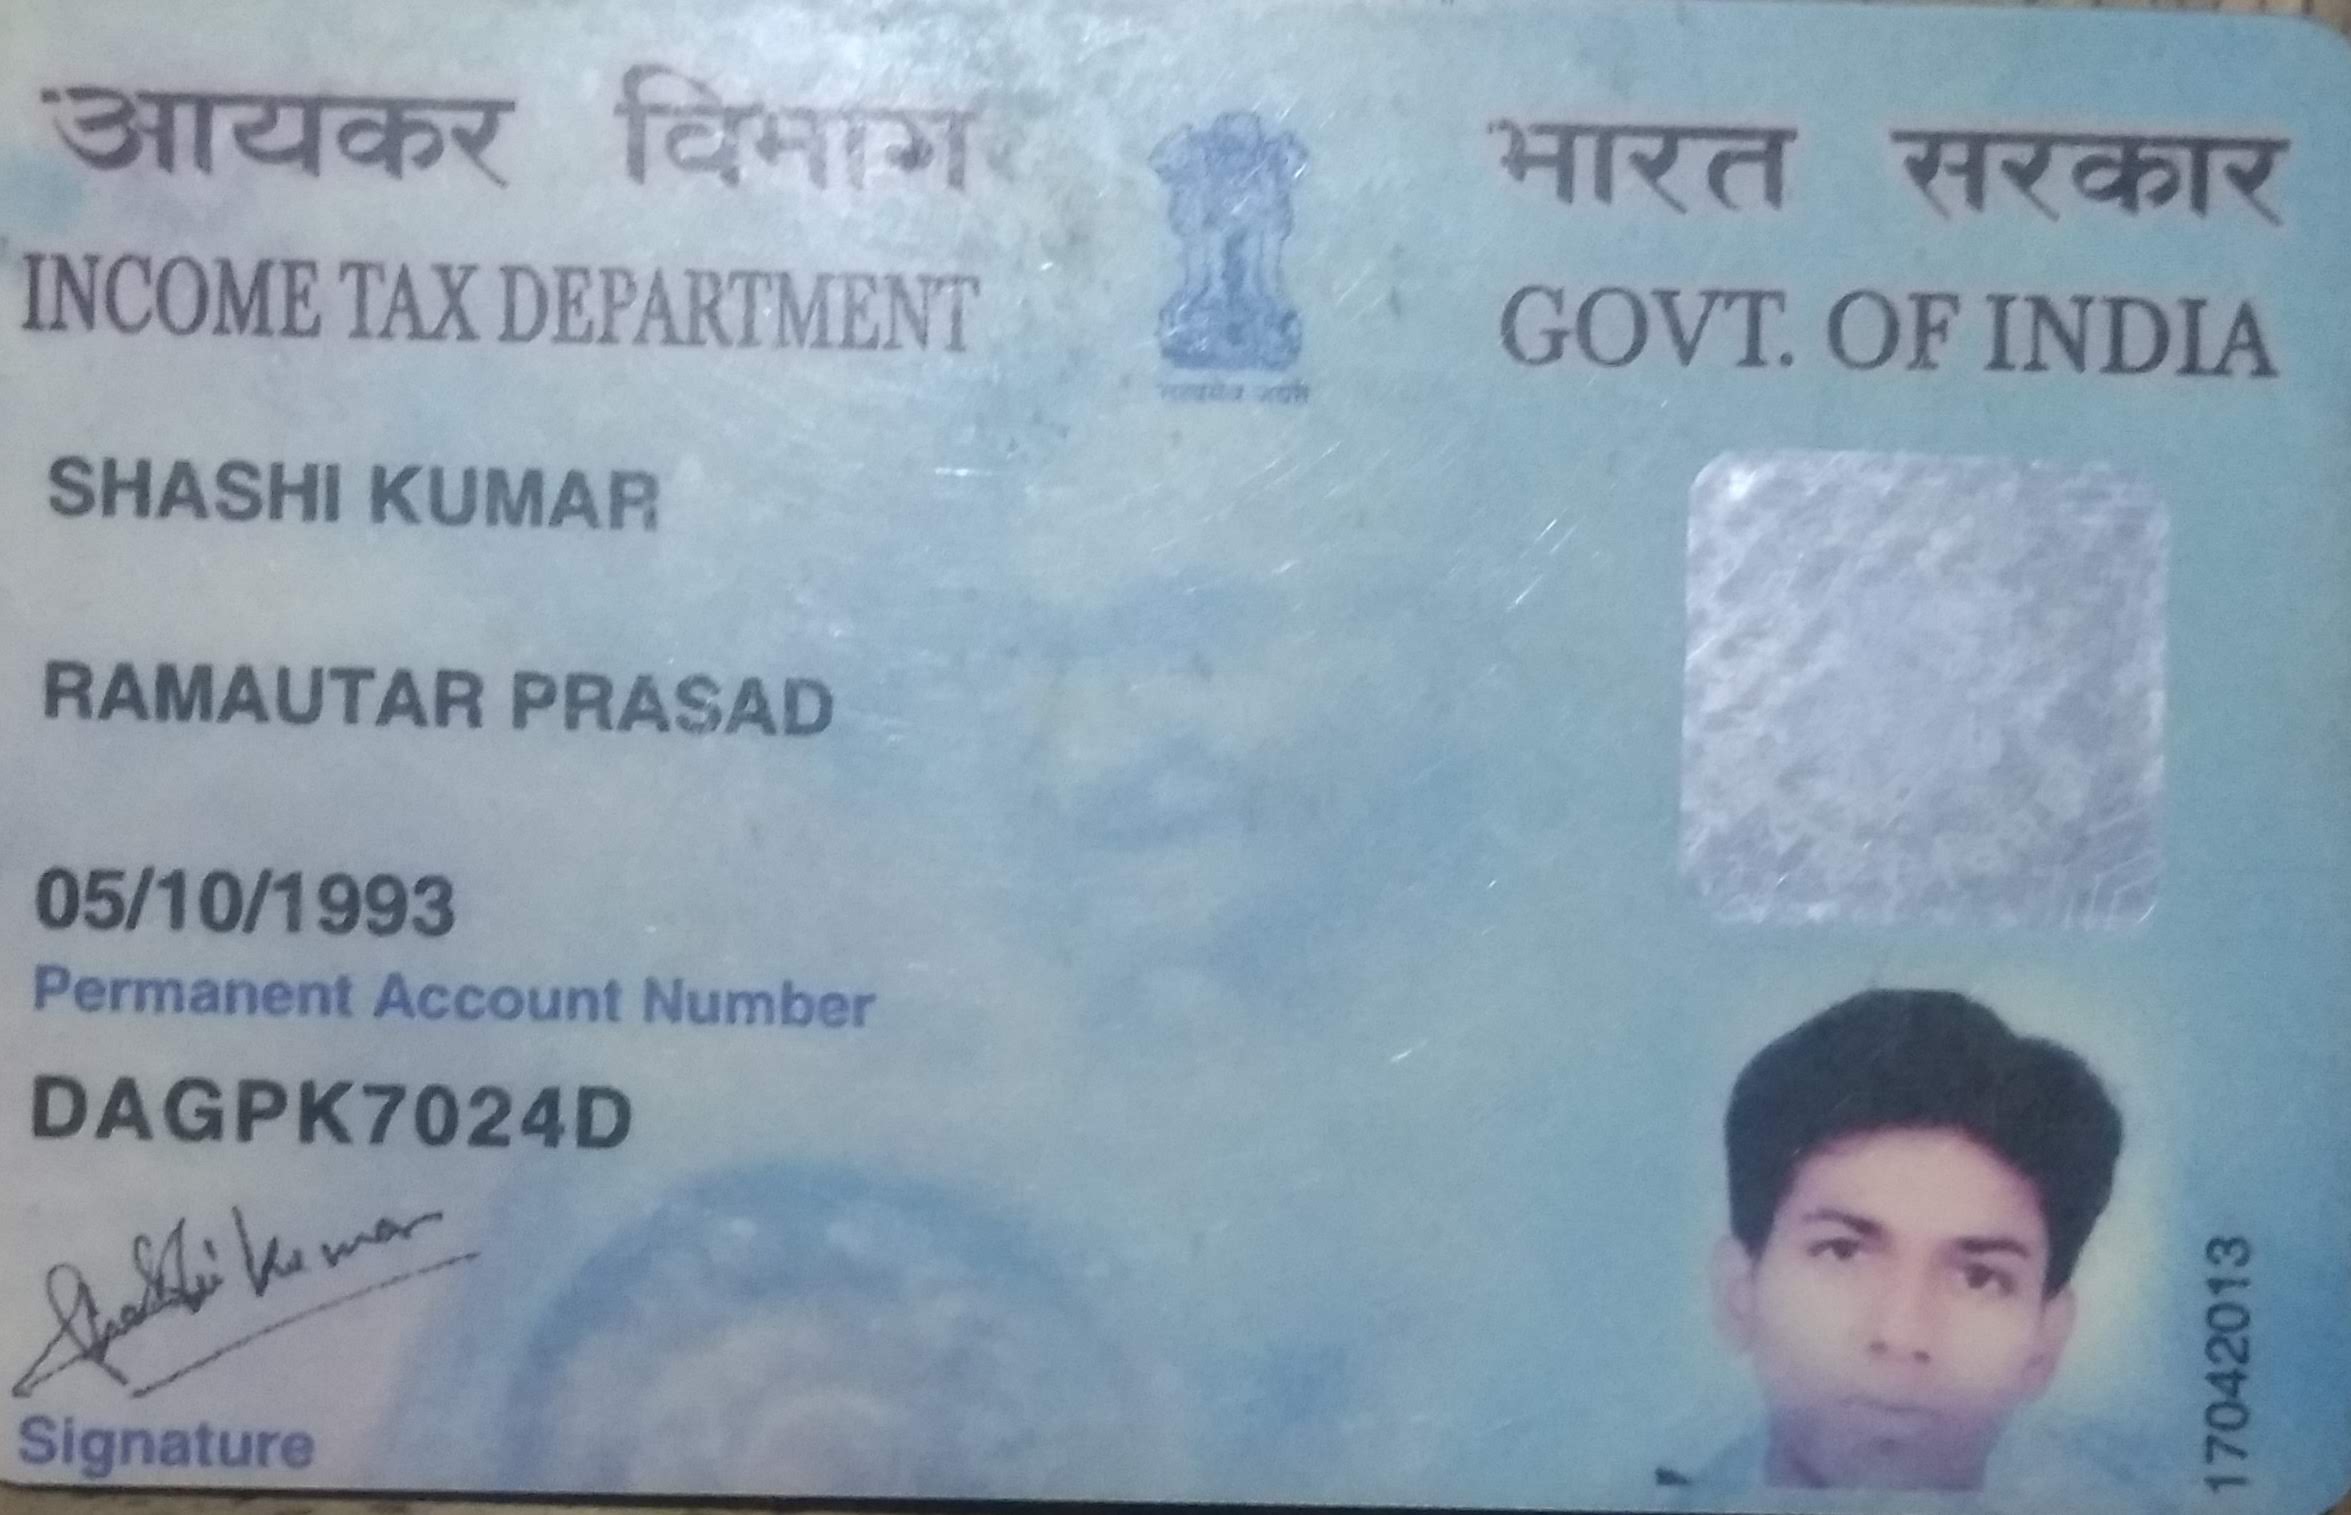 आयकर विभाग
भारत सरकार
INCOME TAX DEPARTMENT
GOVT. OF INDIA
सत्यमेव जयते
SHASHI KUMAR
RAMAUTAR PRASAD
05/10/1993
Permanent Account Number
DAGPK7024D
Shashi Kumar
Signature
17042013